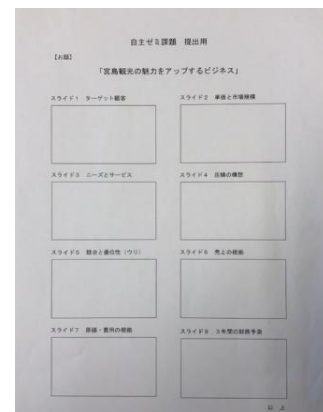 自主ゼミ課題 提出用
【お題】
「宮島観光の魅力をアップするビジネス」
スライド1 ターゲット顧客
スライド2 単価と市場規模
スライド3 ニーズとサービス
スライド4 店舗の構想
スライド5 競合と優位性(ウリ)
スライド6 売上の根拠
スライド7 原価・費用の根拠
スライド8 3年間の財務予測
以 上